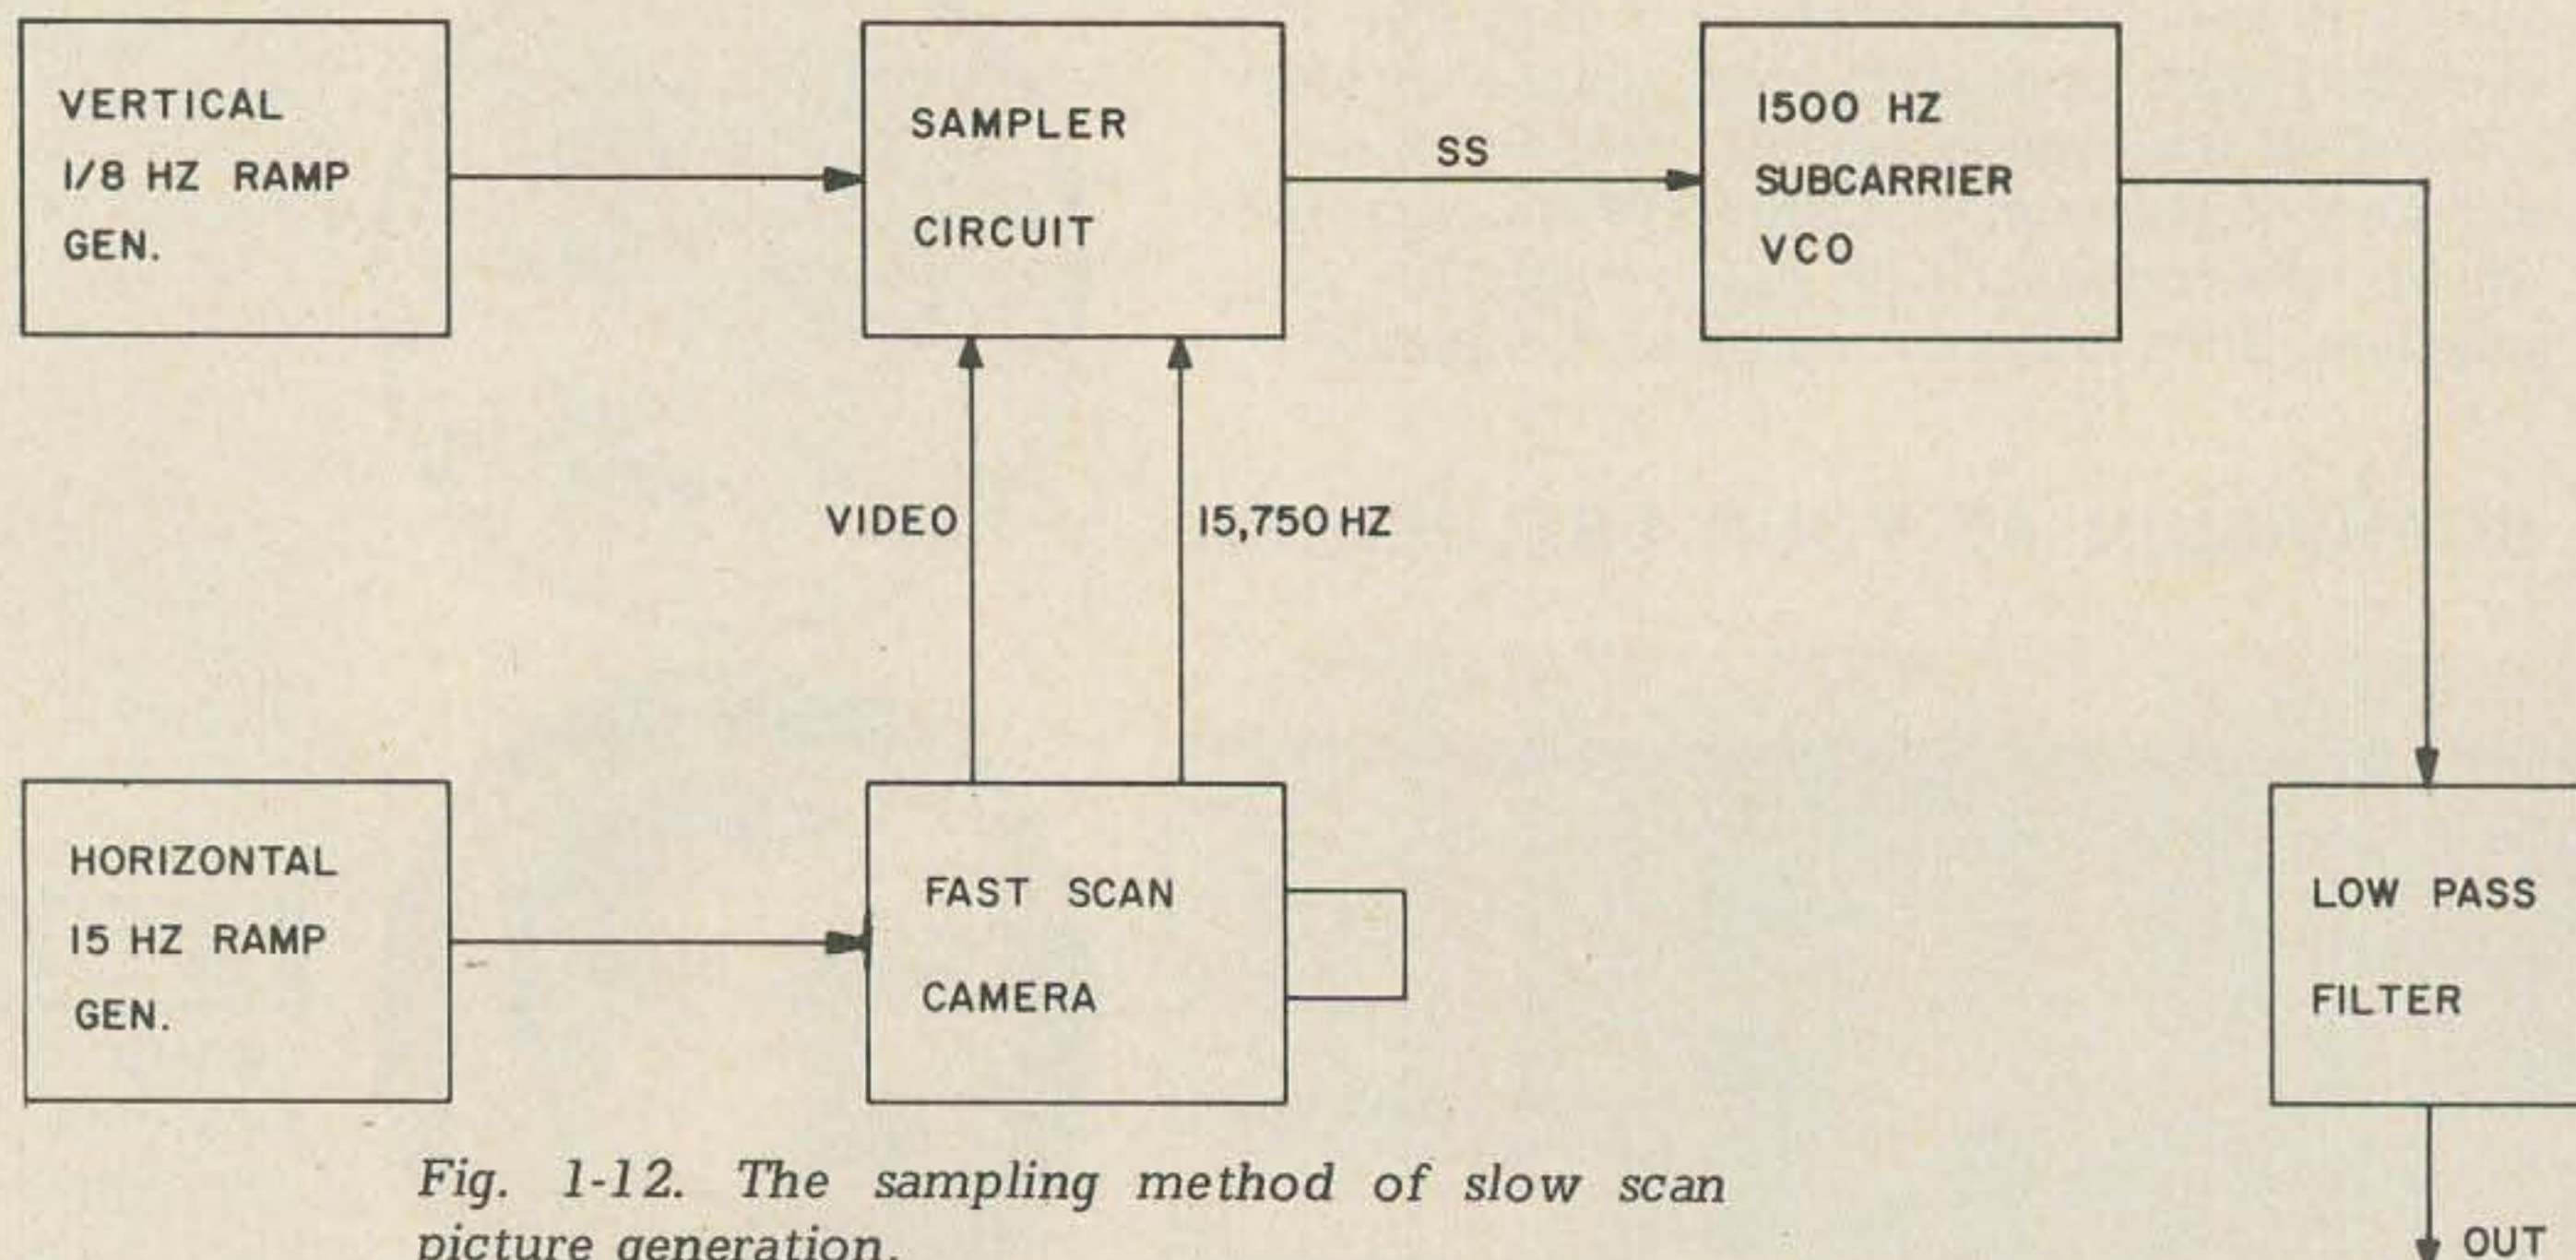 VERTICAL
1/8 HZ RAMP
GEN.
SAMPLER
CIRCUIT
SS
1500 HZ
SUBCARRIER
VCO
VIDEO
15,750 HZ
HORIZONTAL
15 HZ RAMP
GEN.
FAST SCAN
CAMERA
LOW PASS
FILTER
OUT
Fig. 1-12. The sampling method of slow scan
picture generation.